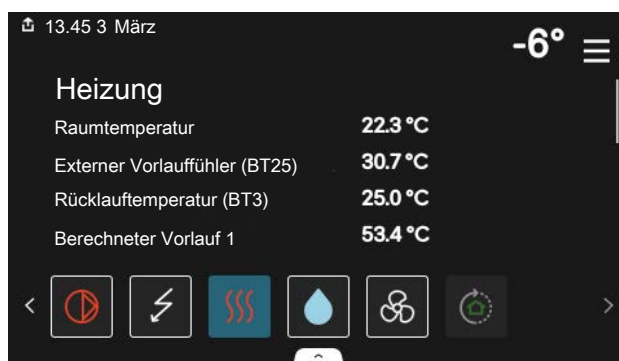 13.45 3 März
-6°
Heizung
Raumtemperatur 22.3 °C
Externer Vorlauffühler (BT25) 30.7 °C
Rücklauftemperatur (BT3) 25.0 °C
Berechneter Vorlauf 1 53.4 °C